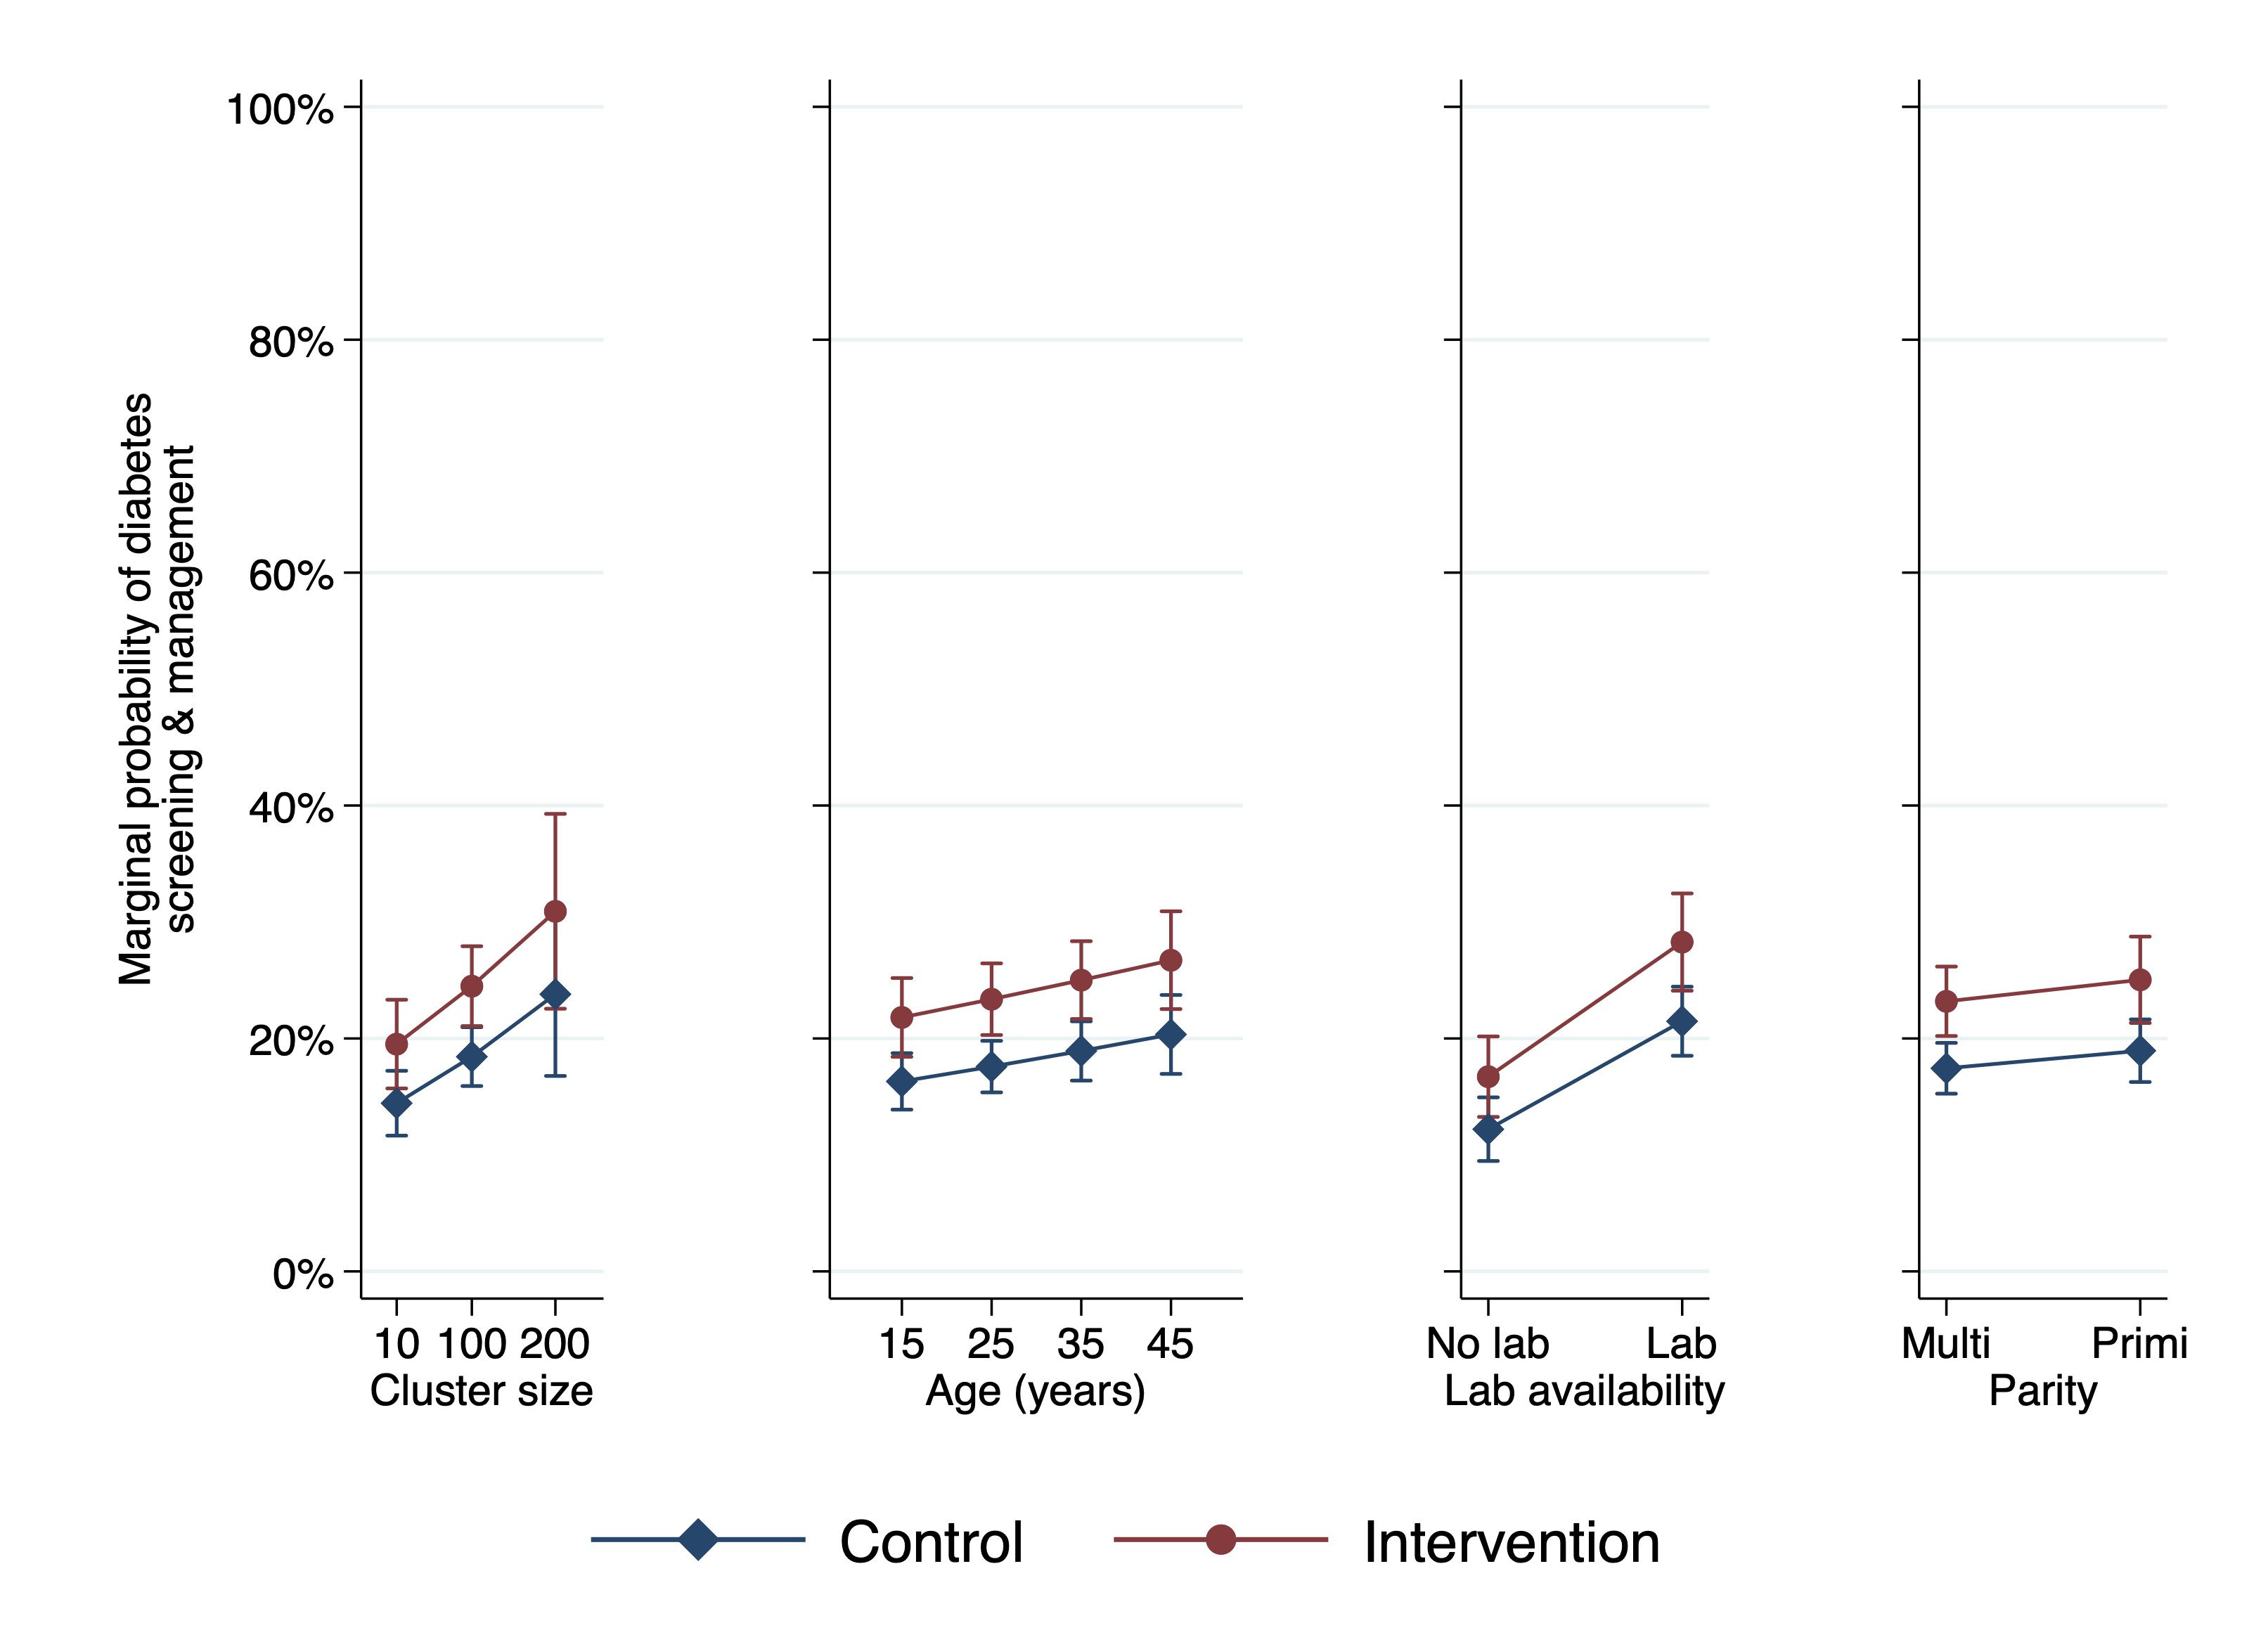 Marginal probability of diabetes
screening & management
100%
80%
60%
40%
20%
0%
10 100 200
Cluster size
15 25 35 45
Age (years)
No lab Lab
Lab availability
Multi Primi
Parity
Control Intervention